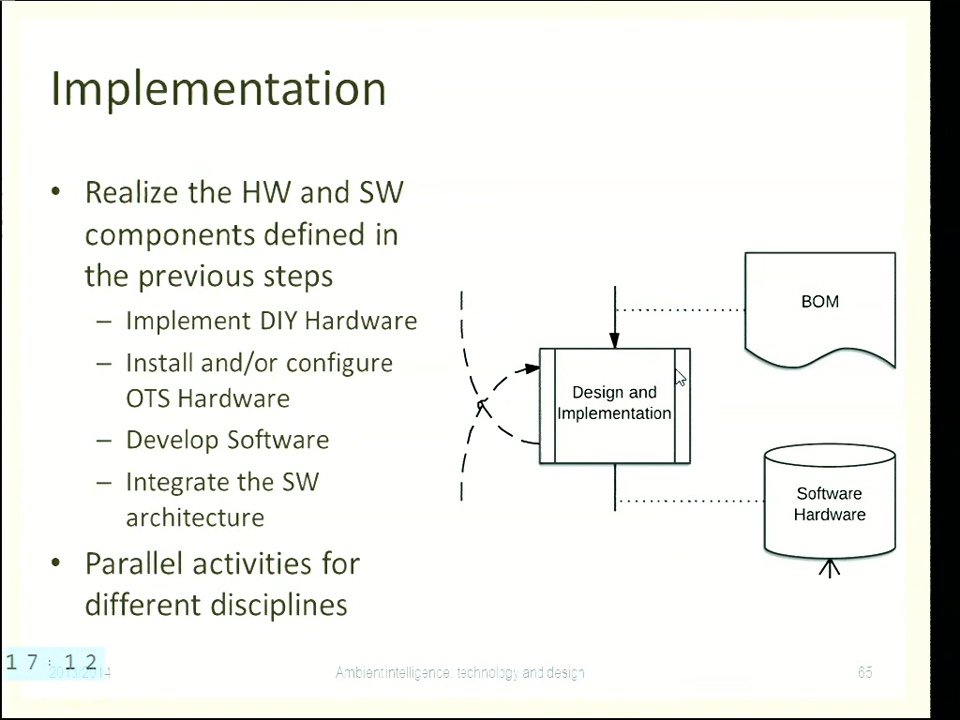 Implementation
• Realize the HW and SW
components defined in
the previous steps
– Implement DIY Hardware
– Install and/or configure
OTS Hardware
– Develop Software
– Integrate the SW
architecture
• Parallel activities for
different disciplines
BOM
Design and
Implementation
Software
Hardware
17:12
2013/2014
Ambient intelligence: technology and design
65